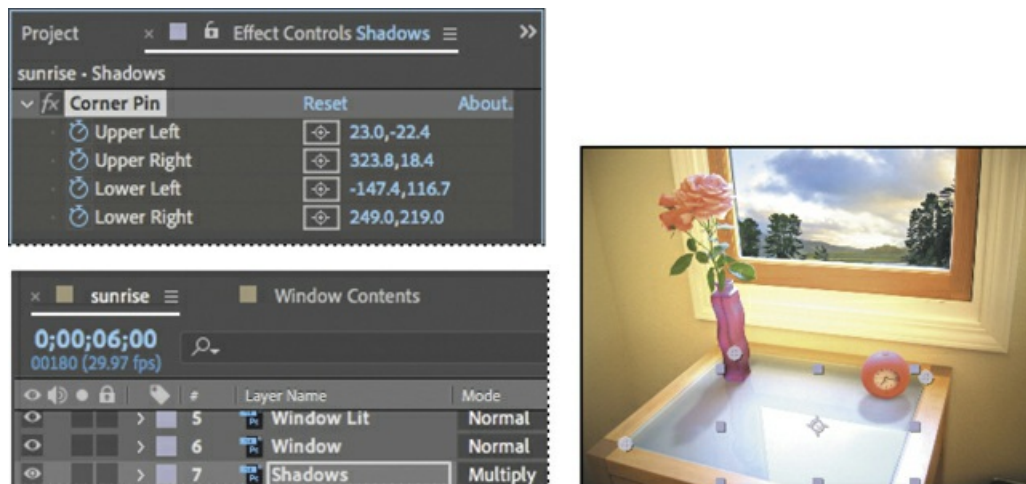 Project × Effect Controls Shadows ≡ »
sunrise • Shadows
fx Corner Pin Reset About.
Upper Left 23.0,-22.4
Upper Right 323.8,18.4
Lower Left -147.4,116.7
Lower Right 249.0,219.0
× sunrise ≡ Window Contents
0;00;06;00
00180 (29.97 fps)
# Layer Name Mode
5 Window Lit Normal
6 Window Normal
7 Shadows Multiply